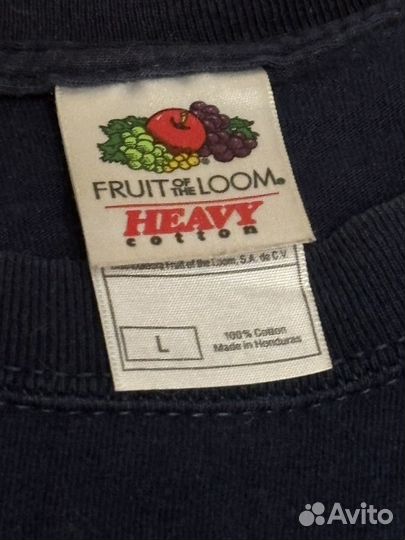 FRUIT OF THE LOOM®
HEAVY
cotton
Fruit of the Loom, S.A. de C.V.
L
100% Cotton
Made in Honduras
Avito